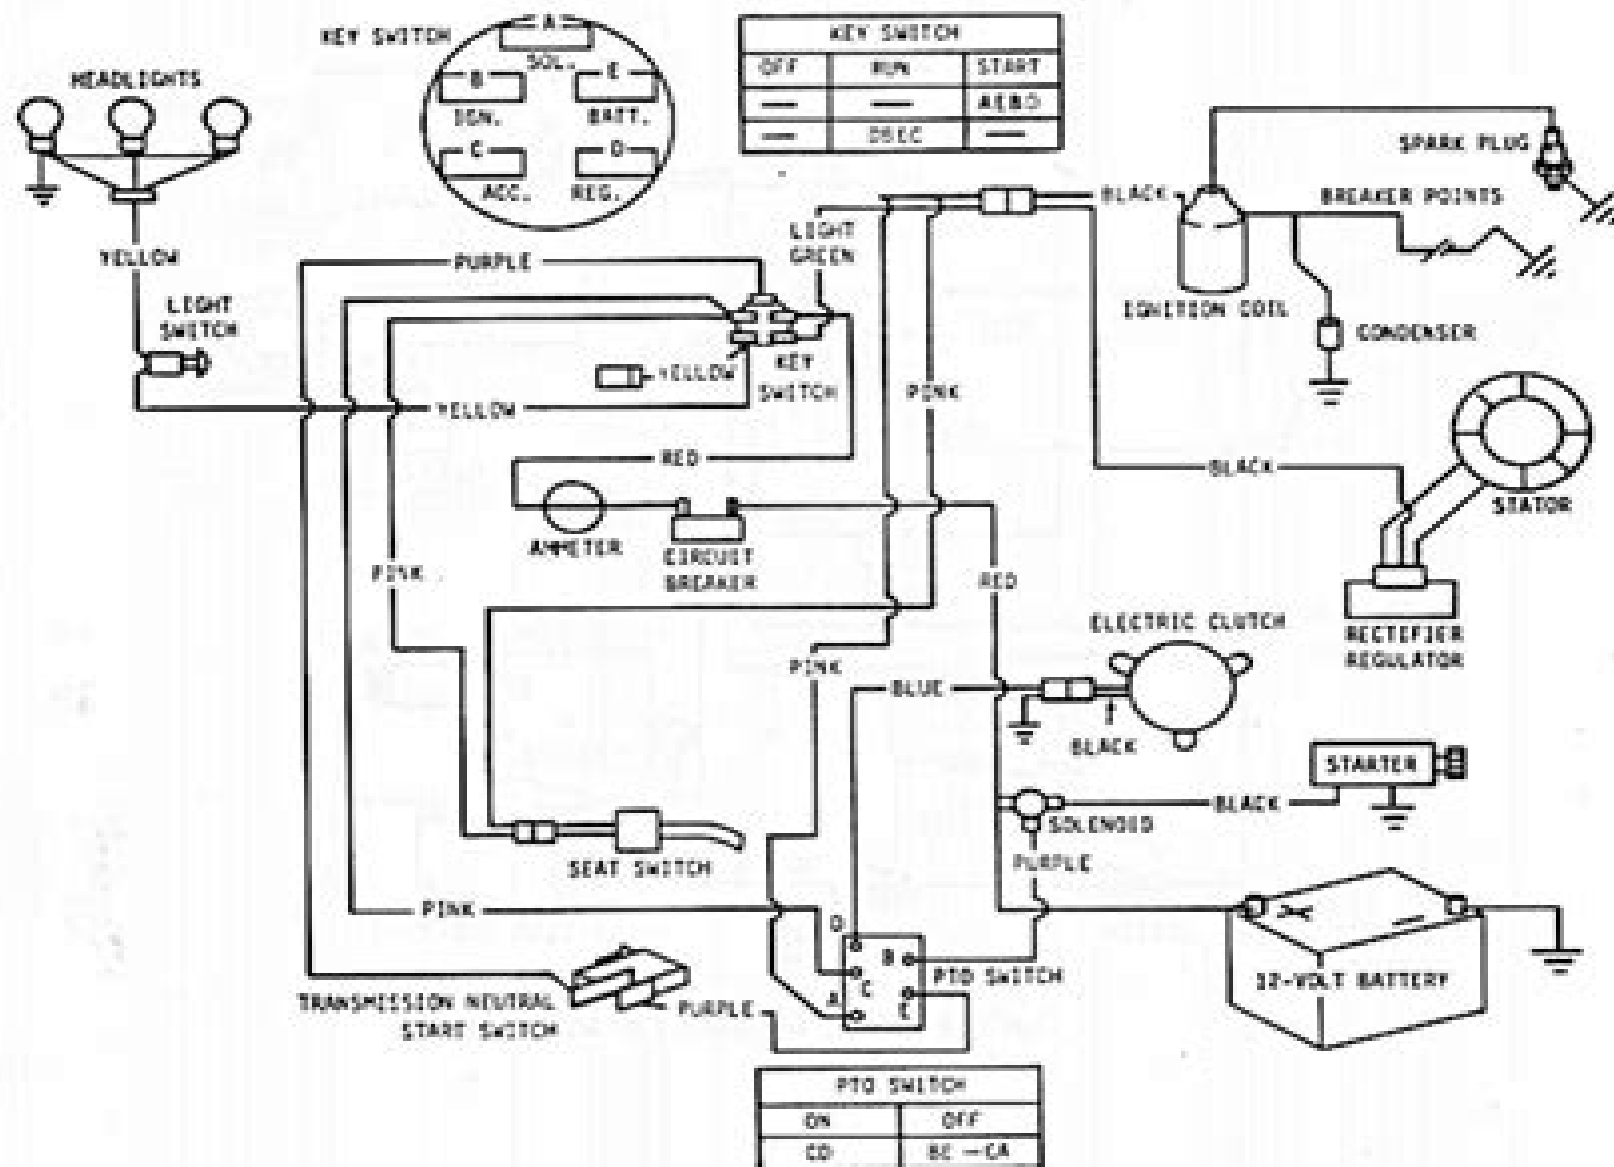 KEY SWITCH
A
SOL.
B
IGN.
E
BATT.
C
ACC.
D
REG.
KEY SWITCH
OFF RUN START
— —
— —
HEADLIGHTS
YELLOW
LIGHT
SWITCH
PURPLE
LIGHT
GREEN
BLACK
SPARK PLUG
BREAKER POINTS
IGNITION COIL
CONDENSER
YELLOW
KEY
SWITCH
YELLOW
PINK
RED
AMMETER
CIRCUIT
BREAKER
BLACK
STATOR
RECTIFIER
REGULATOR
PINK
RED
ELECTRIC CLUTCH
PINK
BLUE
BLACK
STARTER
BLACK
SOLENOID
PURPLE
SEAT SWITCH
PINK
D
B
C
A
E
PTO SWITCH
12-VOLT BATTERY
TRANSMISSION NEUTRAL
START SWITCH
PURPLE
PTO SWITCH
ON OFF
CD